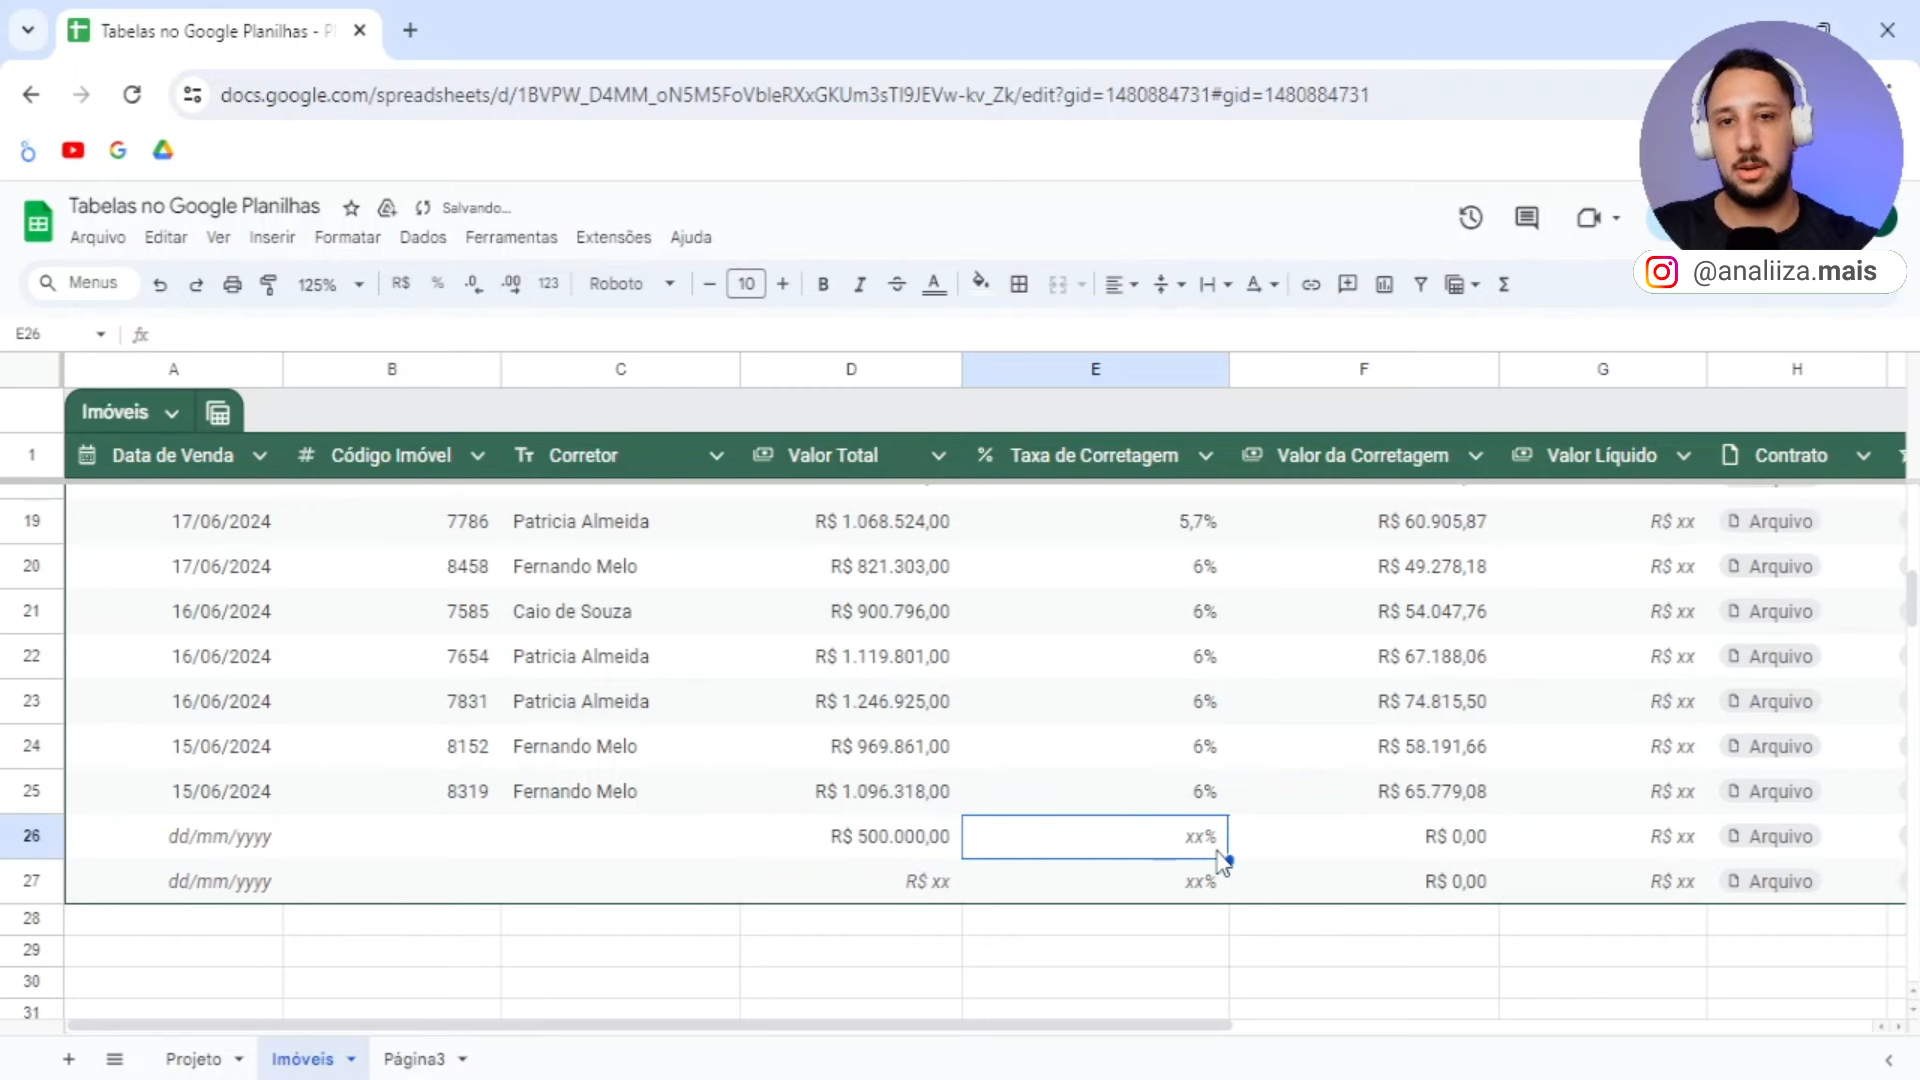 Tabelas no Google Planilhas - Pl
docs.google.com/spreadsheets/d/1BVPW_D4MM_oN5M5FoVbleRXxGKUm3sTI9JEVw-kv_Zk/edit?gid=1480884731#gid=1480884731
Tabelas no Google Planilhas Salvando...
Arquivo Editar Ver Inserir Formatar Dados Ferramentas Extensões Ajuda
@analiiza.mais
Menus 125% R$ % .0 .00 123 Roboto 10 B I S A
E26 fx
A B C D E F G H
Imóveis
1 # Código Imóvel Data de Venda Tт Corretor Valor Total % Taxa de Corretagem Valor da Corretagem Valor Líquido Contrato
19 17/06/2024 7786 Patricia Almeida R$ 1.068.524,00 5,7% R$ 60.905,87 R$ xx Arquivo
20 17/06/2024 8458 Fernando Melo R$ 821.303,00 6% R$ 49.278,18 R$ xx Arquivo
21 16/06/2024 7585 Caio de Souza R$ 900.796,00 6% R$ 54.047,76 R$ xx Arquivo
22 16/06/2024 7654 Patricia Almeida R$ 1.119.801,00 6% R$ 67.188,06 R$ xx Arquivo
23 16/06/2024 7831 Patricia Almeida R$ 1.246.925,00 6% R$ 74.815,50 R$ xx Arquivo
24 15/06/2024 8152 Fernando Melo R$ 969.861,00 6% R$ 58.191,66 R$ xx Arquivo
25 15/06/2024 8319 Fernando Melo R$ 1.096.318,00 6% R$ 65.779,08 R$ xx Arquivo
26 dd/mm/yyyy R$ 500.000,00 xx% R$ 0,00 R$ xx Arquivo
27 dd/mm/yyyy R$ xx xx% R$ 0,00 R$ xx Arquivo
28
29
30
31
Projeto Imóveis Página3